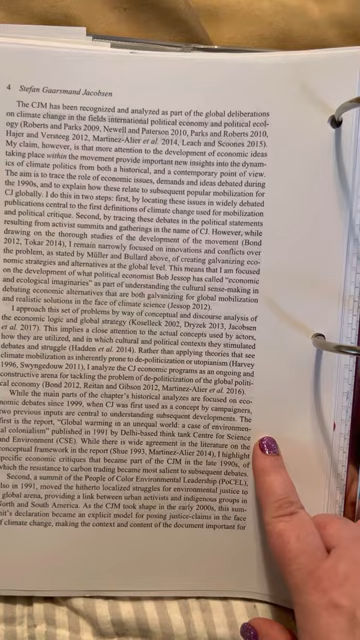 4 Stefan Gaarsmand Jacobsen
The CJM has been recognized and analyzed as part of the global deliberations
on climate change in the fields international political economy and political ecol-
ogy (Roberts and Parks 2009, Newell and Paterson 2010, Parks and Roberts 2010,
Hajer and Versteeg 2012, Martinez-Alier et al. 2014, Leach and Scoones 2015).
My claim, however, is that more attention to the development of economic ideas
taking place within the movement provide important new insights into the dynam-
ics of climate politics from both a historical, and a contemporary point of view.
The aim is to trace the role of economic issues, demands and ideas debated during
the 1990s, and to explain how these relate to subsequent popular mobilization for
CJ globally. I do this in two steps: first, by locating these issues in widely debated
publications central to the first definitions of climate change used for mobilization
and political critique. Second, by tracing these debates in the political statements
resulting from activist summits and gatherings in the name of CJ. However, while
drawing on the thorough studies of the development of the movement (Bond
2012, Tokar 2014), I remain narrowly focused on innovations and conflicts over
the problem, as stated by Müller and Bullard above, of creating galvanizing eco-
nomic strategies and alternatives at the global level. This means that I am focused
on the development of what political economist Bob Jessop has called "economic
and ecological imaginaries" as part of understanding the cultural sense-making in
debating economic alternatives that are both galvanizing for global mobilization
and realistic solutions in the face of climate science (Jessop 2012).
I approach this set of problems by way of conceptual and discourse analysis of
the economic logic and global strategy (Koselleck 2002, Dryzek 2013, Jacobsen
et al. 2017). This implies a close attention to the actual concepts used by actors,
how they are utilized, and in which cultural and political contexts they stimulated
debates and struggle (Hadden et al. 2014). Rather than applying theories that see
climate mobilization as inherently prone to de-politicization or utopianism (Harvey
1996, Swyngedouw 2011), I analyze the CJ economic programs as an ongoing and
constructive arena for tackling the problem of de-politicization of the global politi-
cal economy (Bond 2012, Reitan and Gibson 2012, Martinez-Alier et al. 2016).
While the main parts of the chapter's historical analyzes are focused on eco-
nomic debates since 1999, when CJ was first used as a concept by campaigners,
two previous inputs are central to understanding subsequent developments. The
first is the report, "Global warming in an unequal world: a case of environmen-
tal colonialism" published in 1991 by Delhi-based think tank Centre for Science
and Environment (CSE). While there is wide agreement in the literature on the
conceptual framework in the report (Shue 1993, Martinez-Alier 2014), I highlight
specific economic critiques that became part of the CJM in the late 1990s, of
which the resistance to carbon trading became most salient to subsequent debates.
Second, a summit of the People of Color Environmental Leadership (PoCEL),
also in 1991, moved the hitherto localized struggles for environmental justice to
global arena, providing a link between urban activists and indigenous groups in
North and South America. As the CJM took shape in the early 2000s, this sum-
mit's declaration became an explicit model for posing justice-claims in the face
of climate change, making the context and content of the document important for